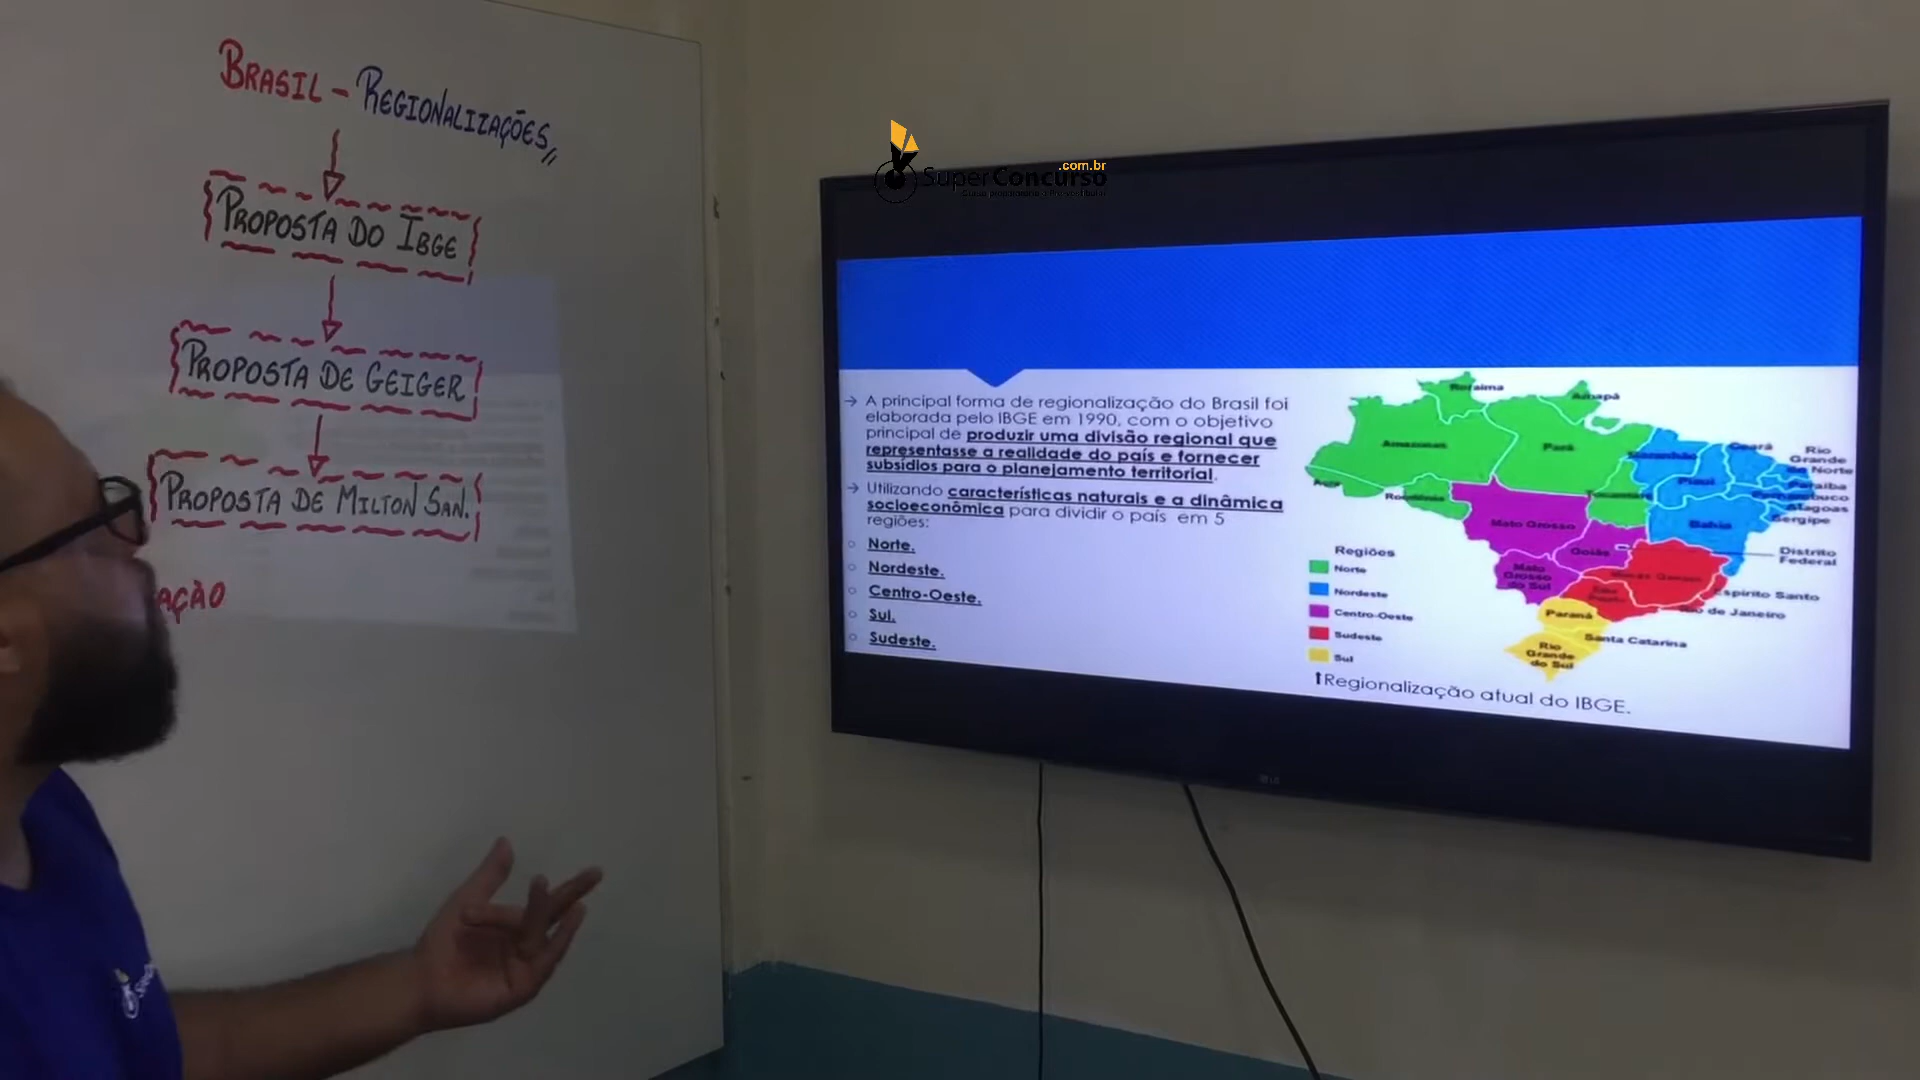 BRASIL - REGIONALIZAÇÕES
PROPOSTA DO IBGE
PROPOSTA DE GEIGER
PROPOSTA DE MILTON SAN.
AÇÃO
.com.br
SuperConcurso
→ A principal forma de regionalização do Brasil foi
elaborada pelo IBGE em 1990, com o objetivo
principal de produzir uma divisão regional que
representasse a realidade do país e fornecer
subsídios para o planejamento territorial.
→ Utilizando características naturais e a dinâmica
socioeconômica para dividir o país em 5
regiões:
○ Norte.
○ Nordeste.
○ Centro-Oeste.
○ Sul.
○ Sudeste.
Roraima
Amapá
Amazonas
Pará
Maranhão
Ceará
Rio
Grande
do Norte
Paraíba
Pernambuco
Alagoas
Sergipe
Piauí
Acre
Rondônia
Tocantins
Bahia
Mato Grosso
Goiás
Distrito
Federal
Mato
Grosso
do Sul
Minas Gerais
São
Paulo
Espírito Santo
Rio de Janeiro
Paraná
Santa Catarina
Rio
Grande
do Sul
Regiões
Norte
Nordeste
Centro-Oeste
Sudeste
Sul
↑Regionalização atual do IBGE.
LG